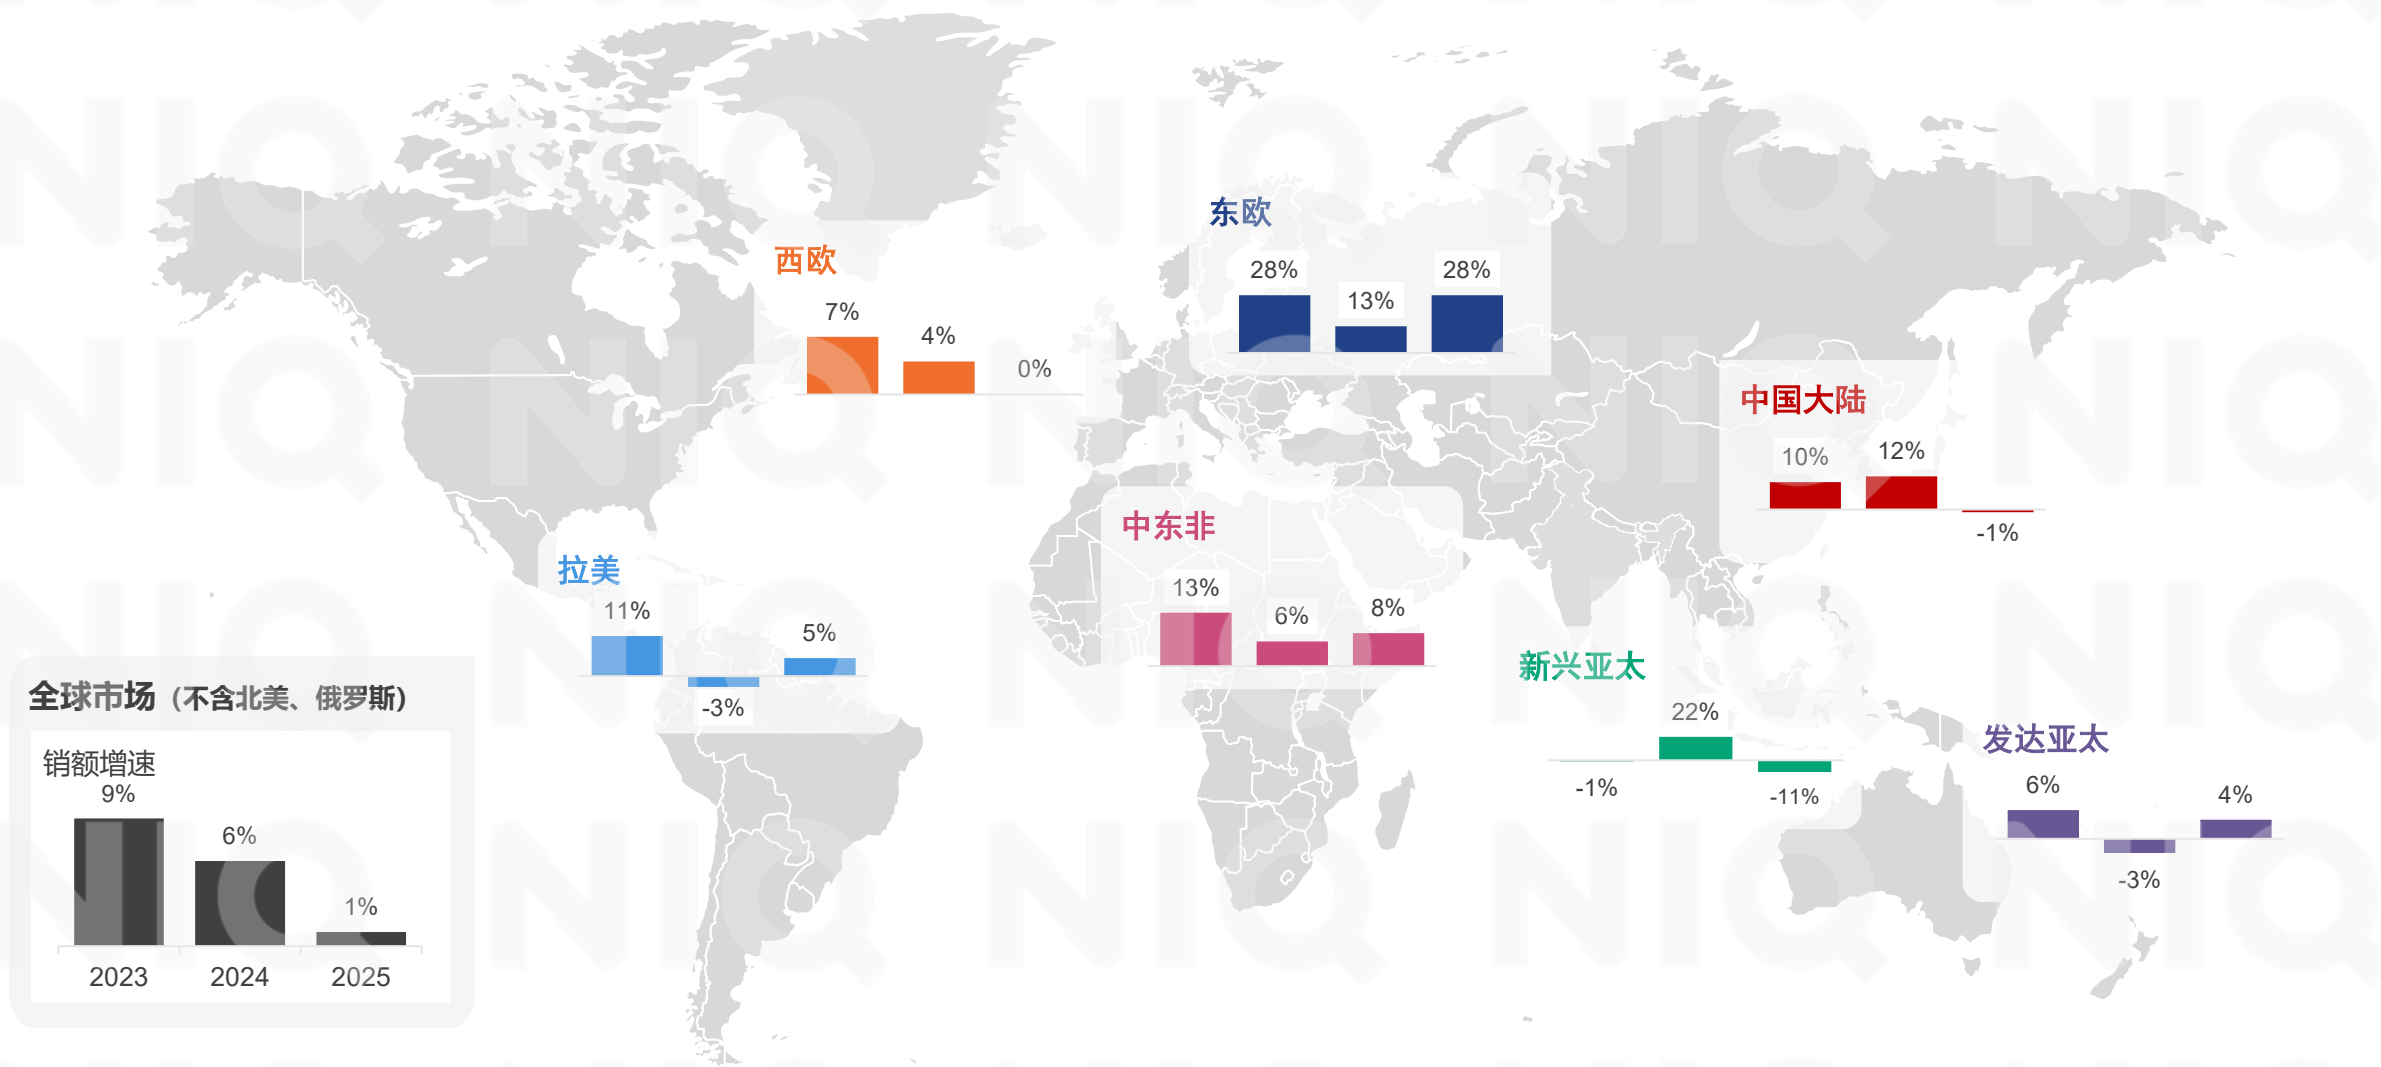 东欧
28%
13%
28%
西欧
7%
4%
0%
中国大陆
10%
12%
-1%
中东非
13%
6%
8%
拉美
11%
-3%
5%
新兴亚太
-1%
22%
-11%
发达亚太
6%
-3%
4%
全球市场（不含北美、俄罗斯）
销额增速
9%
6%
1%
2023 2024 2025
NIQ